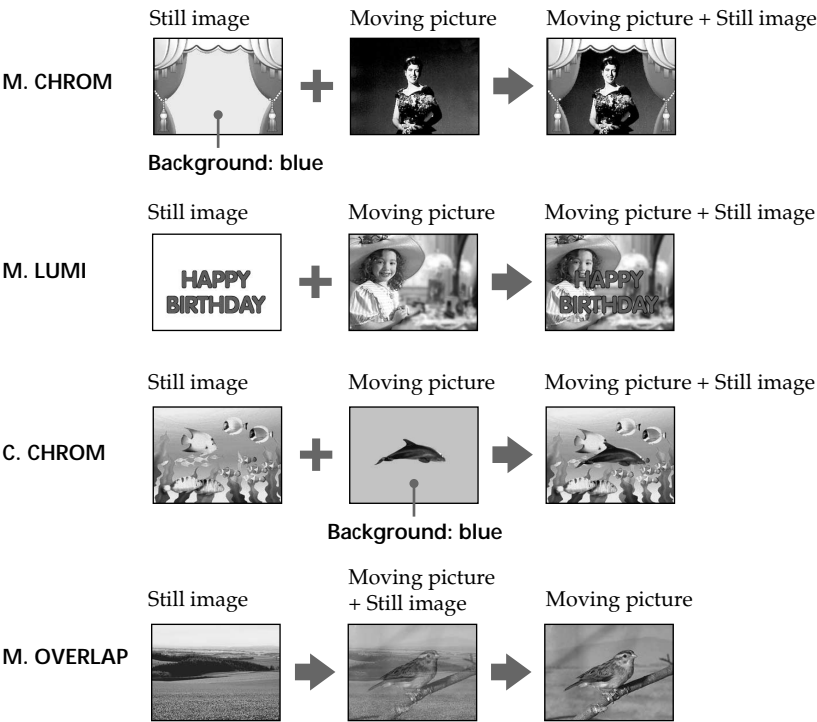 Still image
Moving picture
Moving picture + Still image
M. CHROM
Background: blue
Still image
Moving picture
Moving picture + Still image
M. LUMI
HAPPY
BIRTHDAY
HAPPY
BIRTHDAY
Still image
Moving picture
Moving picture + Still image
C. CHROM
Background: blue
Still image
Moving picture
+ Still image
Moving picture
M. OVERLAP